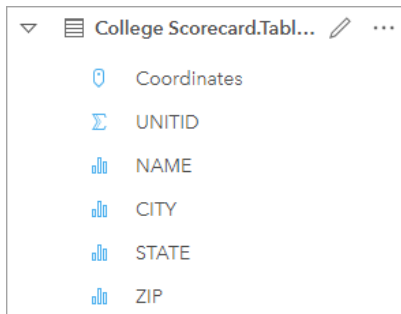 College Scorecard.Tabl...
Coordinates
UNITID
NAME
CITY
STATE
ZIP